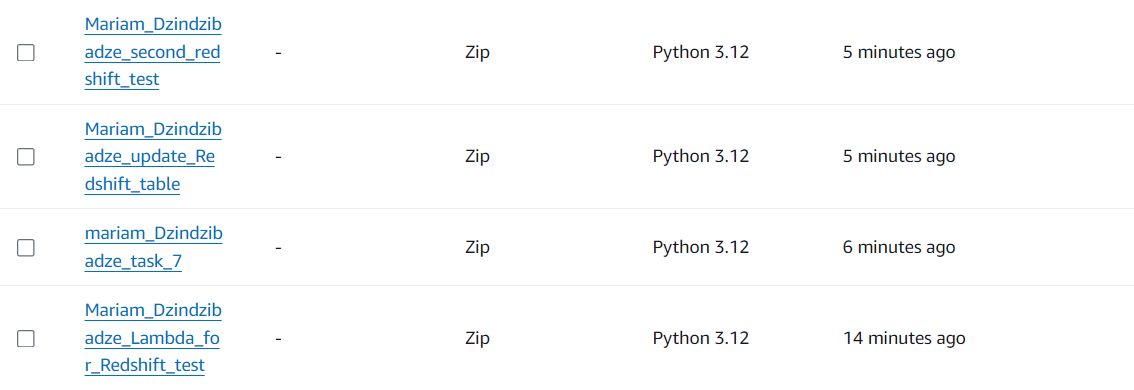 Mariam_Dzindzib
adze_second_red
shift_test
-
Zip
Python 3.12
5 minutes ago
Mariam_Dzindzib
adze_update_Re
dshift_table
-
Zip
Python 3.12
5 minutes ago
mariam_Dzindzib
adze_task_7
-
Zip
Python 3.12
6 minutes ago
Mariam_Dzindzib
adze_Lambda_fo
r_Redshift_test
-
Zip
Python 3.12
14 minutes ago